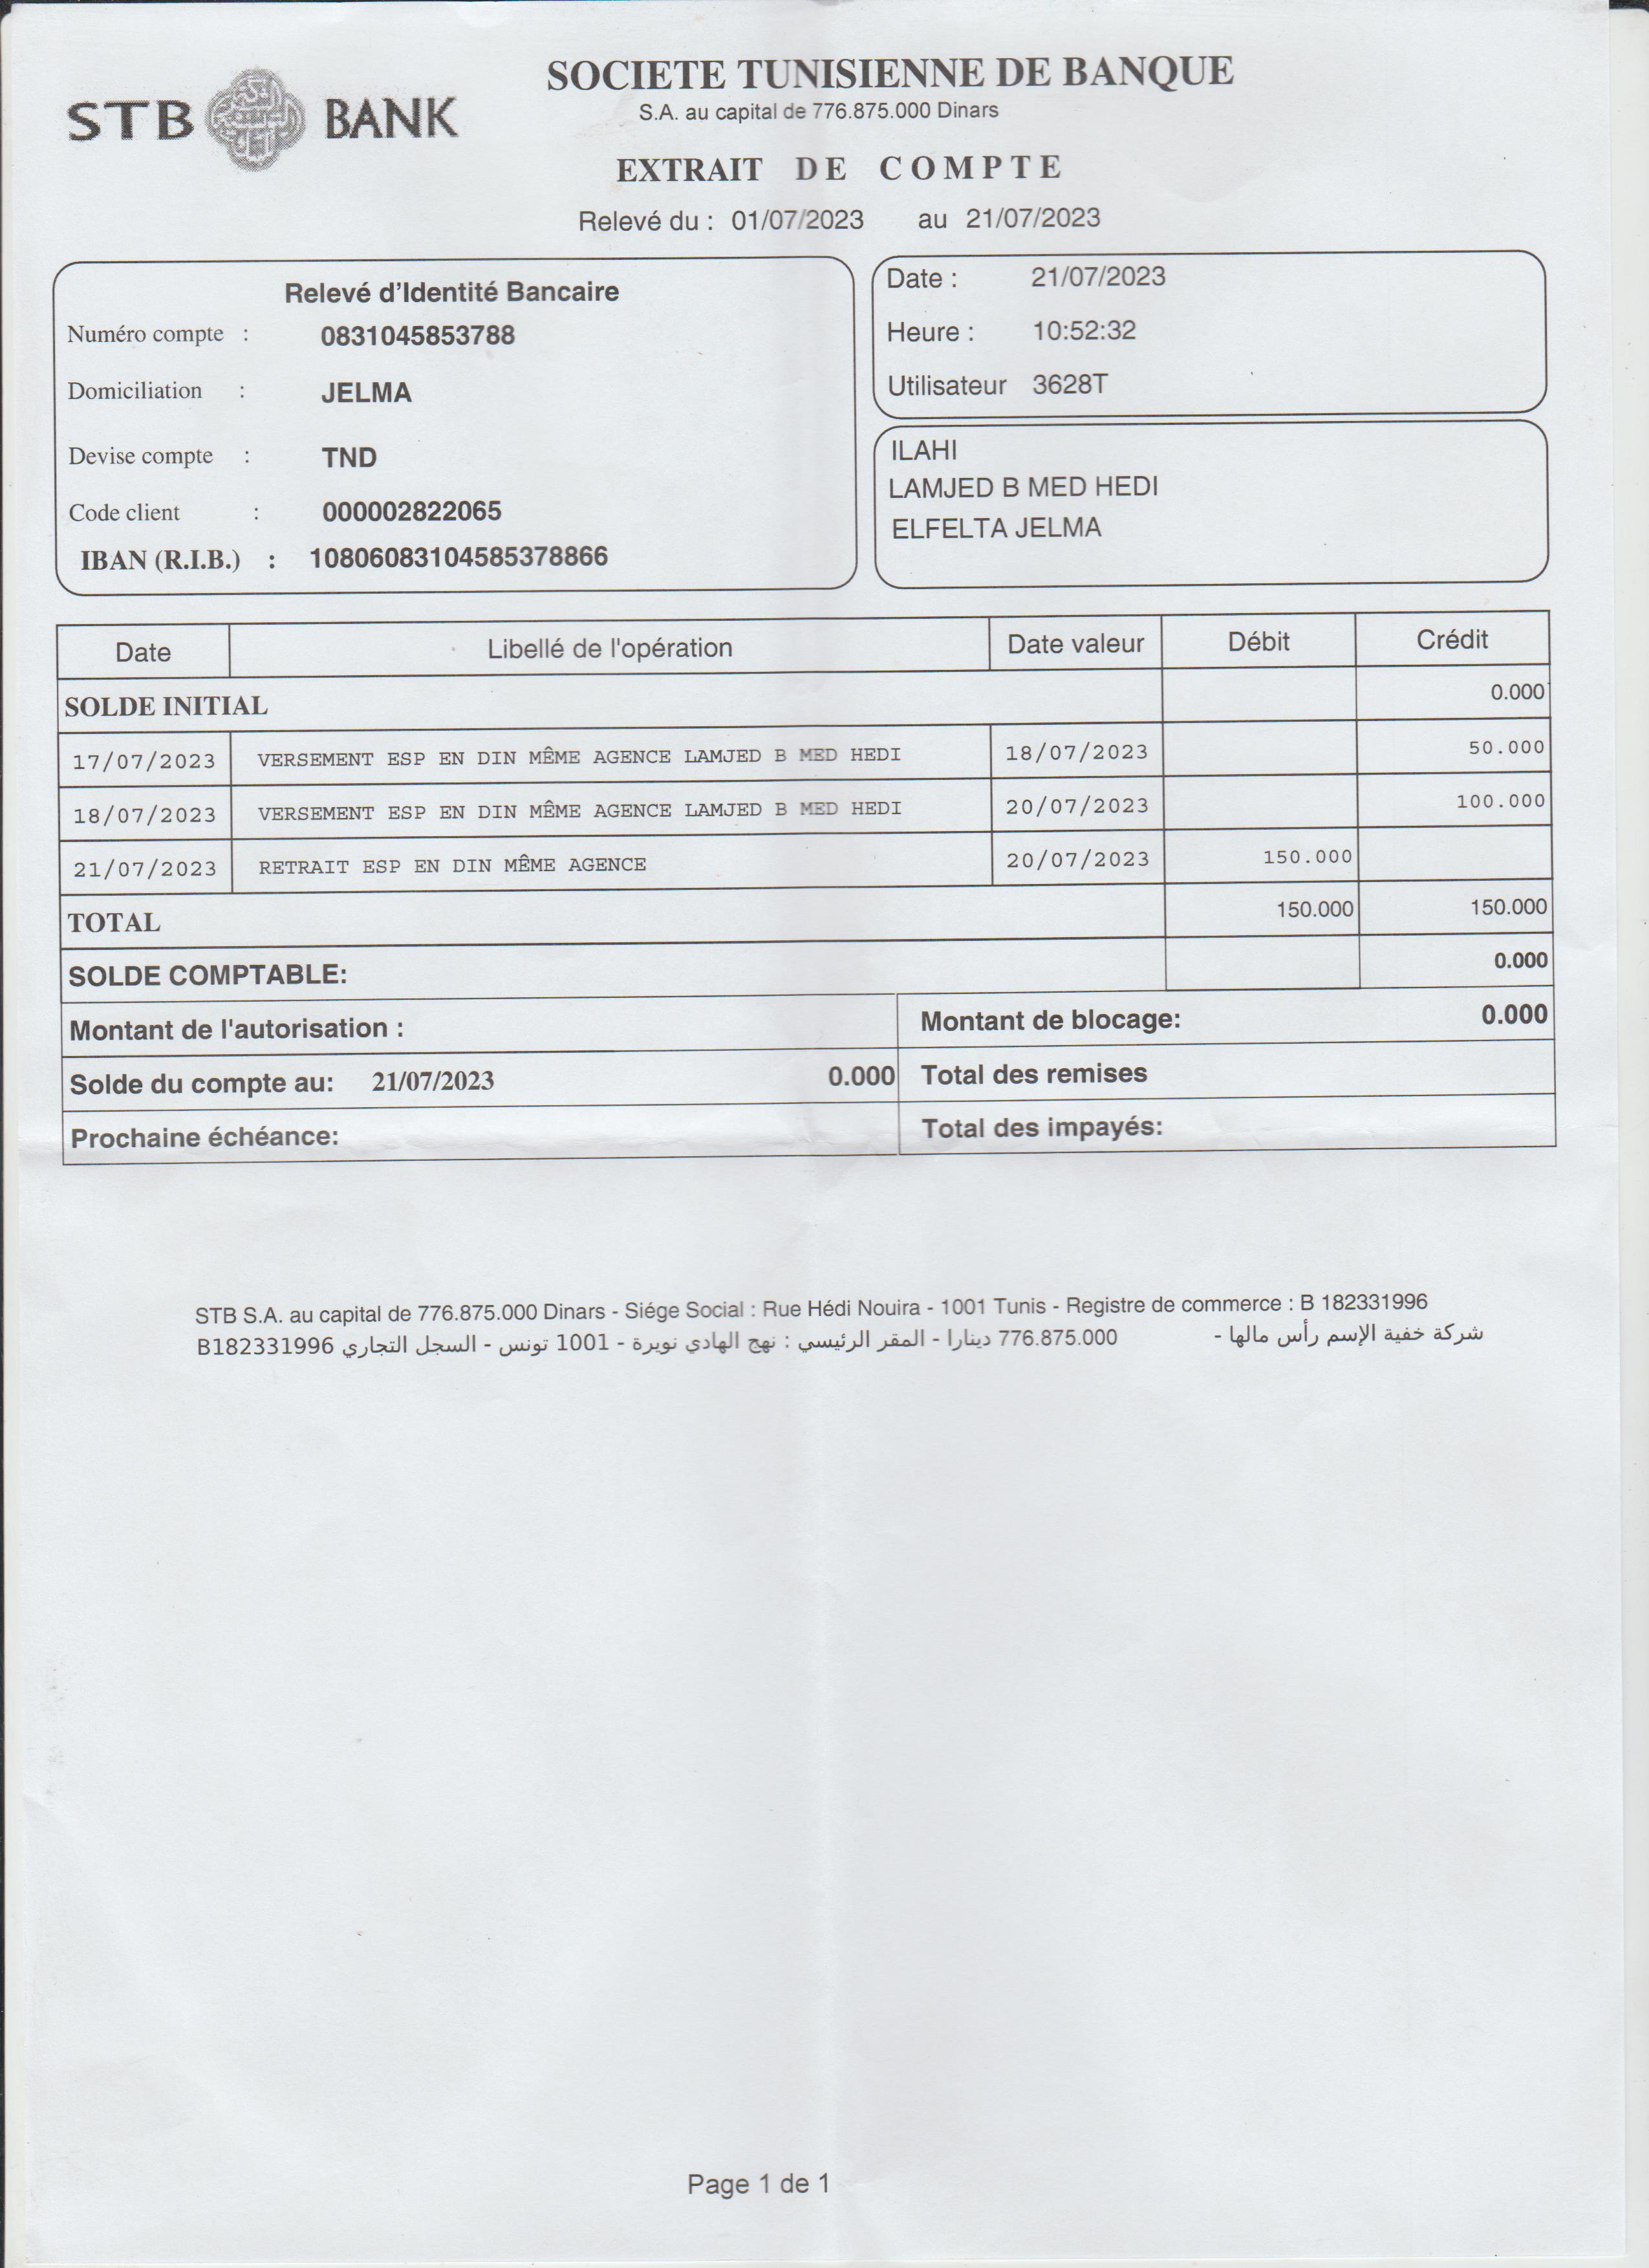 STB BANK
SOCIETE TUNISIENNE DE BANQUE
S.A. au capital de 776.875.000 Dinars
EXTRAIT DE COMPTE
Relevé du : 01/07/2023 au 21/07/2023
Relevé d'Identité Bancaire
Numéro compte : 0831045853788
Domiciliation : JELMA
Devise compte : TND
Code client : 000002822065
IBAN (R.I.B.) : 10806083104585378866
Date : 21/07/2023
Heure : 10:52:32
Utilisateur 3628T
ILAHI
LAMJED B MED HEDI
ELFELTA JELMA
Date Libellé de l'opération Date valeur Débit Crédit
SOLDE INITIAL 0.000
17/07/2023 VERSEMENT ESP EN DIN MÊME AGENCE LAMJED B MED HEDI 18/07/2023 50.000
18/07/2023 VERSEMENT ESP EN DIN MÊME AGENCE LAMJED B MED HEDI 20/07/2023 100.000
21/07/2023 RETRAIT ESP EN DIN MÊME AGENCE 20/07/2023 150.000
TOTAL 150.000 150.000
SOLDE COMPTABLE: 0.000
Montant de l'autorisation : Montant de blocage: 0.000
Solde du compte au: 21/07/2023 0.000 Total des remises
Prochaine échéance: Total des impayés:
STB S.A. au capital de 776.875.000 Dinars - Siége Social : Rue Hédi Nouira - 1001 Tunis - Registre de commerce : B 182331996
شركة خفية الإسم رأس مالها - 776.875.000 دينارا - المقر الرئيسي : نهج الهادي نويرة - 1001 تونس - السجل التجاري B182331996
Page 1 de 1